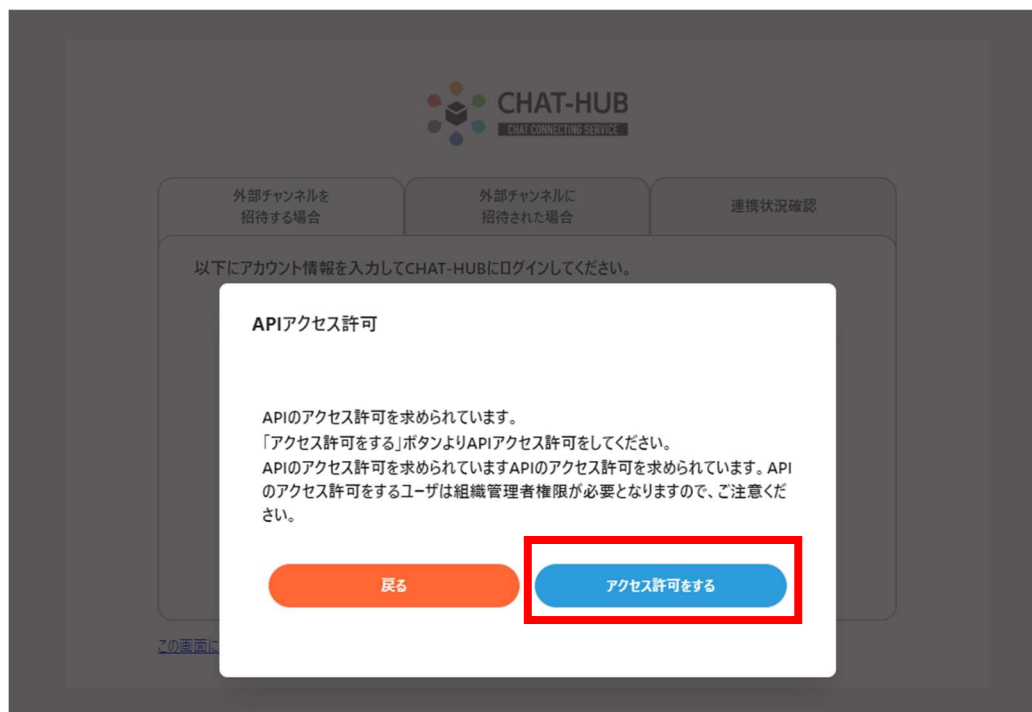 CHAT-HUB
CHAT CONNECTING SERVICE
外部チャンネルを
招待する場合
外部チャンネルに
招待された場合
連携状況確認
以下にアカウント情報を入力してCHAT-HUBにログインしてください。
APIアクセス許可
APIのアクセス許可を求められています。
「アクセス許可をする」ボタンよりAPIアクセス許可をしてください。
APIのアクセス許可を求められていますAPIのアクセス許可を求められています。API
のアクセス許可をするユーザは組織管理者権限が必要となりますので、ご注意くだ
さい。
戻る
アクセス許可をする
この画面に